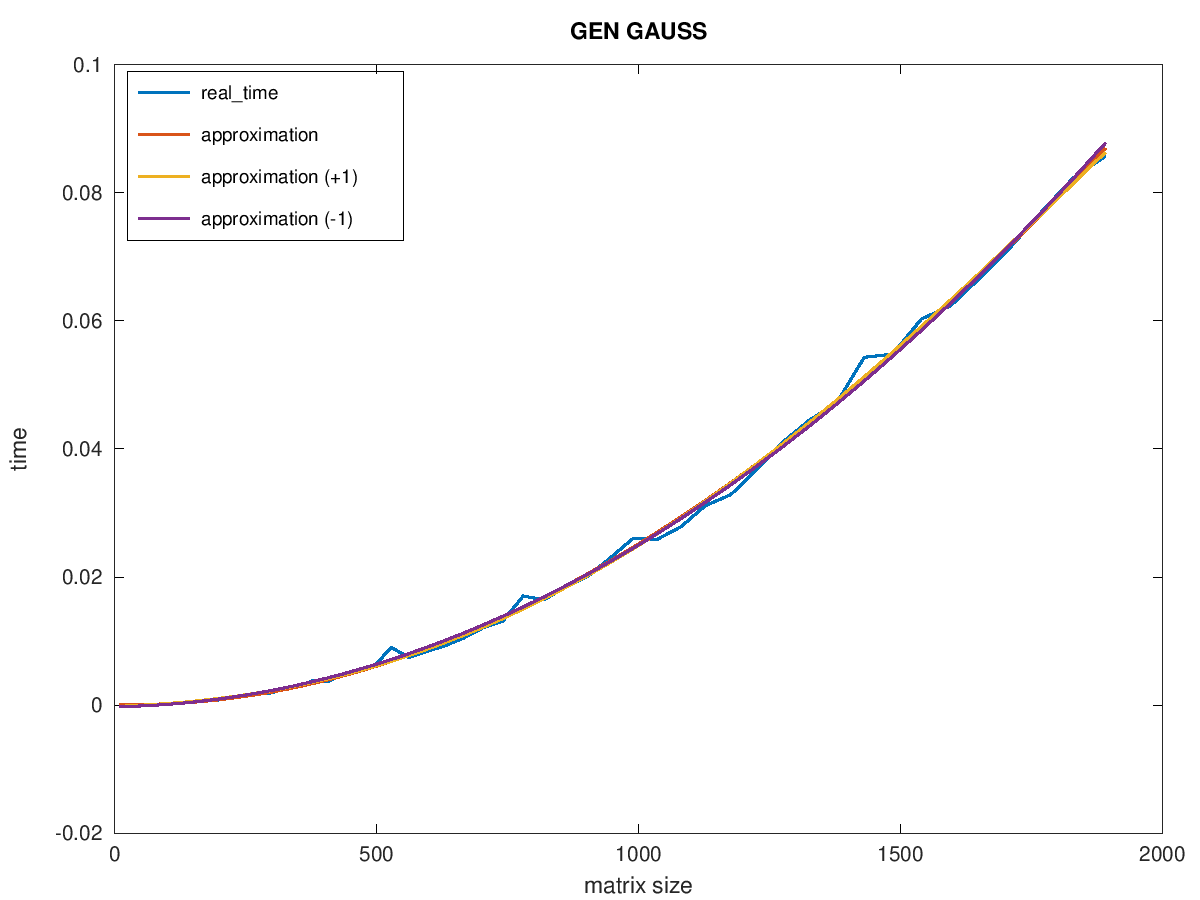 GEN GAUSS
0.1
0.08
0.06
0.04
0.02
0
-0.02
time
real_time
approximation
approximation (+1)
approximation (-1)
0 500 1000 1500 2000
matrix size